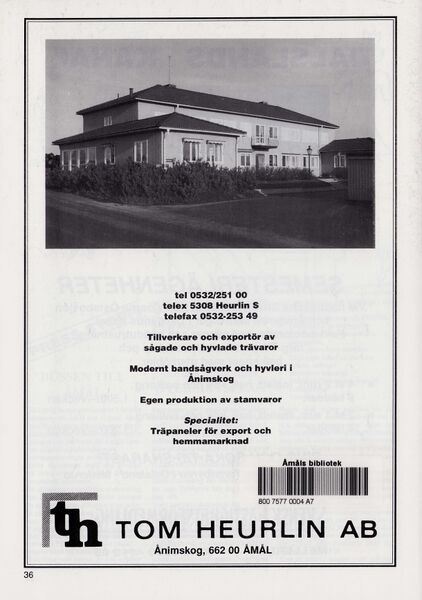 tel 0532/251 00
telex 5308 Heurlin S
telefax 0532-253 49
Tillverkare och exportör av
sågade och hyvlade trävaror
Modernt bandsågverk och hyvleri i
Ånimskog
Egen produktion av stamvaror
Specialitet:
Träpaneler för export och
hemmamarknad
Åmåls bibliotek
800 7577 0004 A7
th TOM HEURLIN AB
Ånimskog, 662 00 ÅMÅL
36